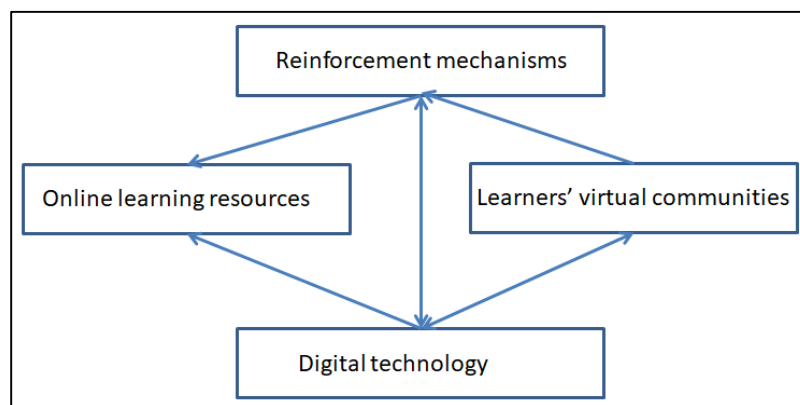 Reinforcement mechanisms
Online learning resources
Learners’ virtual communities
Digital technology